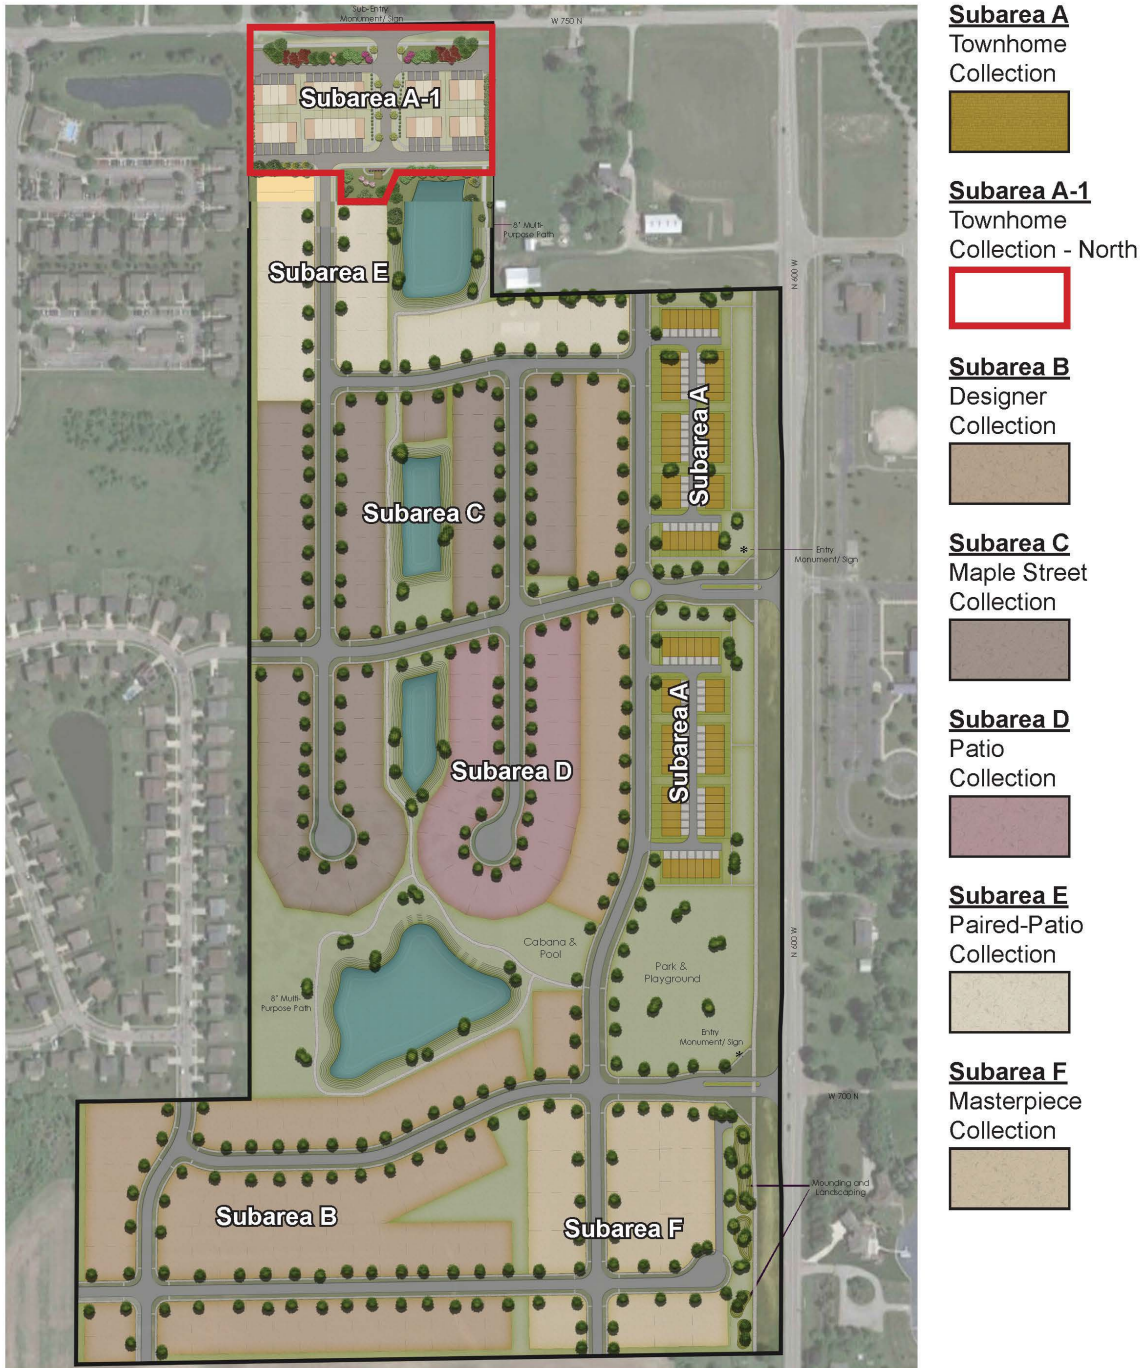 Sub-Entry
Monument/ Sign
W 750 N
Subarea A-1
8' Multi-
Purpose Path
Subarea E
N 600 W
Subarea A
Subarea C
* Entry
Monument/ Sign
Subarea A
Subarea D
Cabana &
Pool
Park &
Playground
N 600 W
8' Multi-
Purpose Path
Entry
Monument/ Sign
*
W 700 N
Mounding and
Landscaping
Subarea B
Subarea F
Subarea A
Townhome
Collection
Subarea A-1
Townhome
Collection - North
Subarea B
Designer
Collection
Subarea C
Maple Street
Collection
Subarea D
Patio
Collection
Subarea E
Paired-Patio
Collection
Subarea F
Masterpiece
Collection